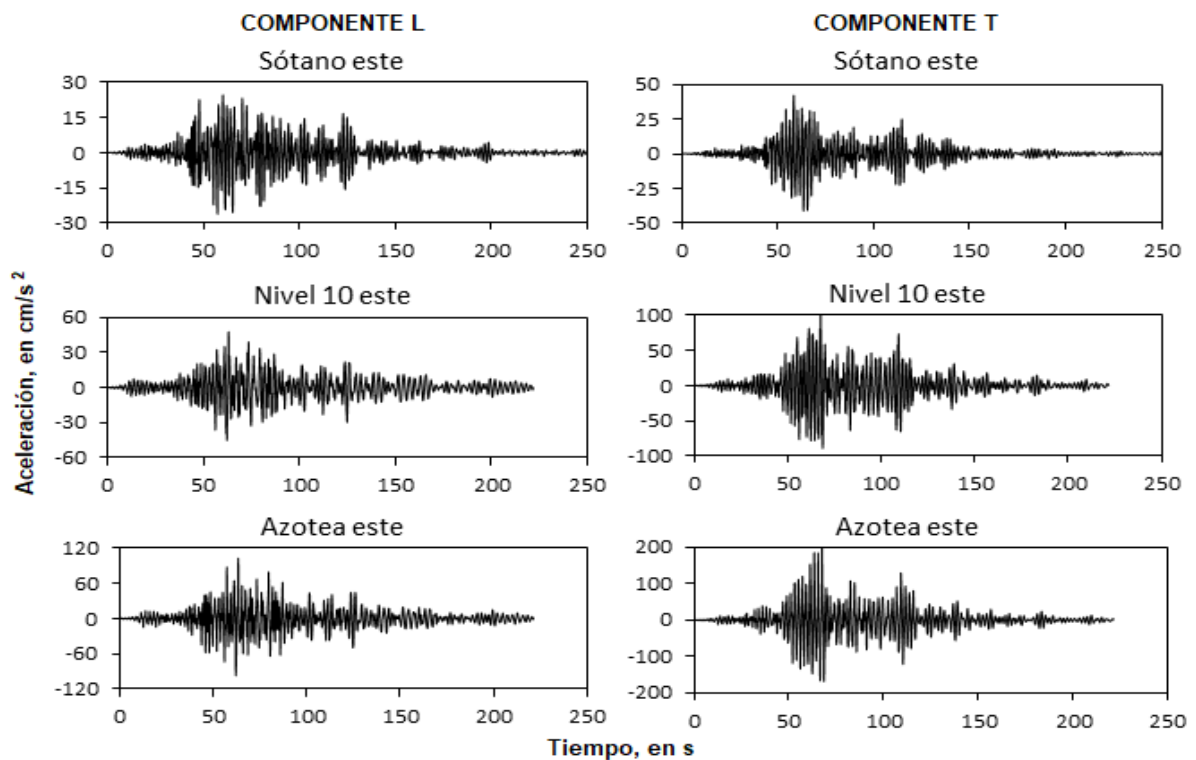 COMPONENTE L
COMPONENTE T
Sótano este
Sótano este
30
15
0
-15
-30
0 50 100 150 200 250
50
25
0
-25
-50
0 50 100 150 200 250
Nivel 10 este
Nivel 10 este
60
30
0
-30
-60
0 50 100 150 200 250
100
50
0
-50
-100
0 50 100 150 200 250
Azotea este
Azotea este
120
60
0
-60
-120
0 50 100 150 200 250
200
100
0
-100
-200
0 50 100 150 200 250
Aceleración, en cm/s²
Tiempo, en s